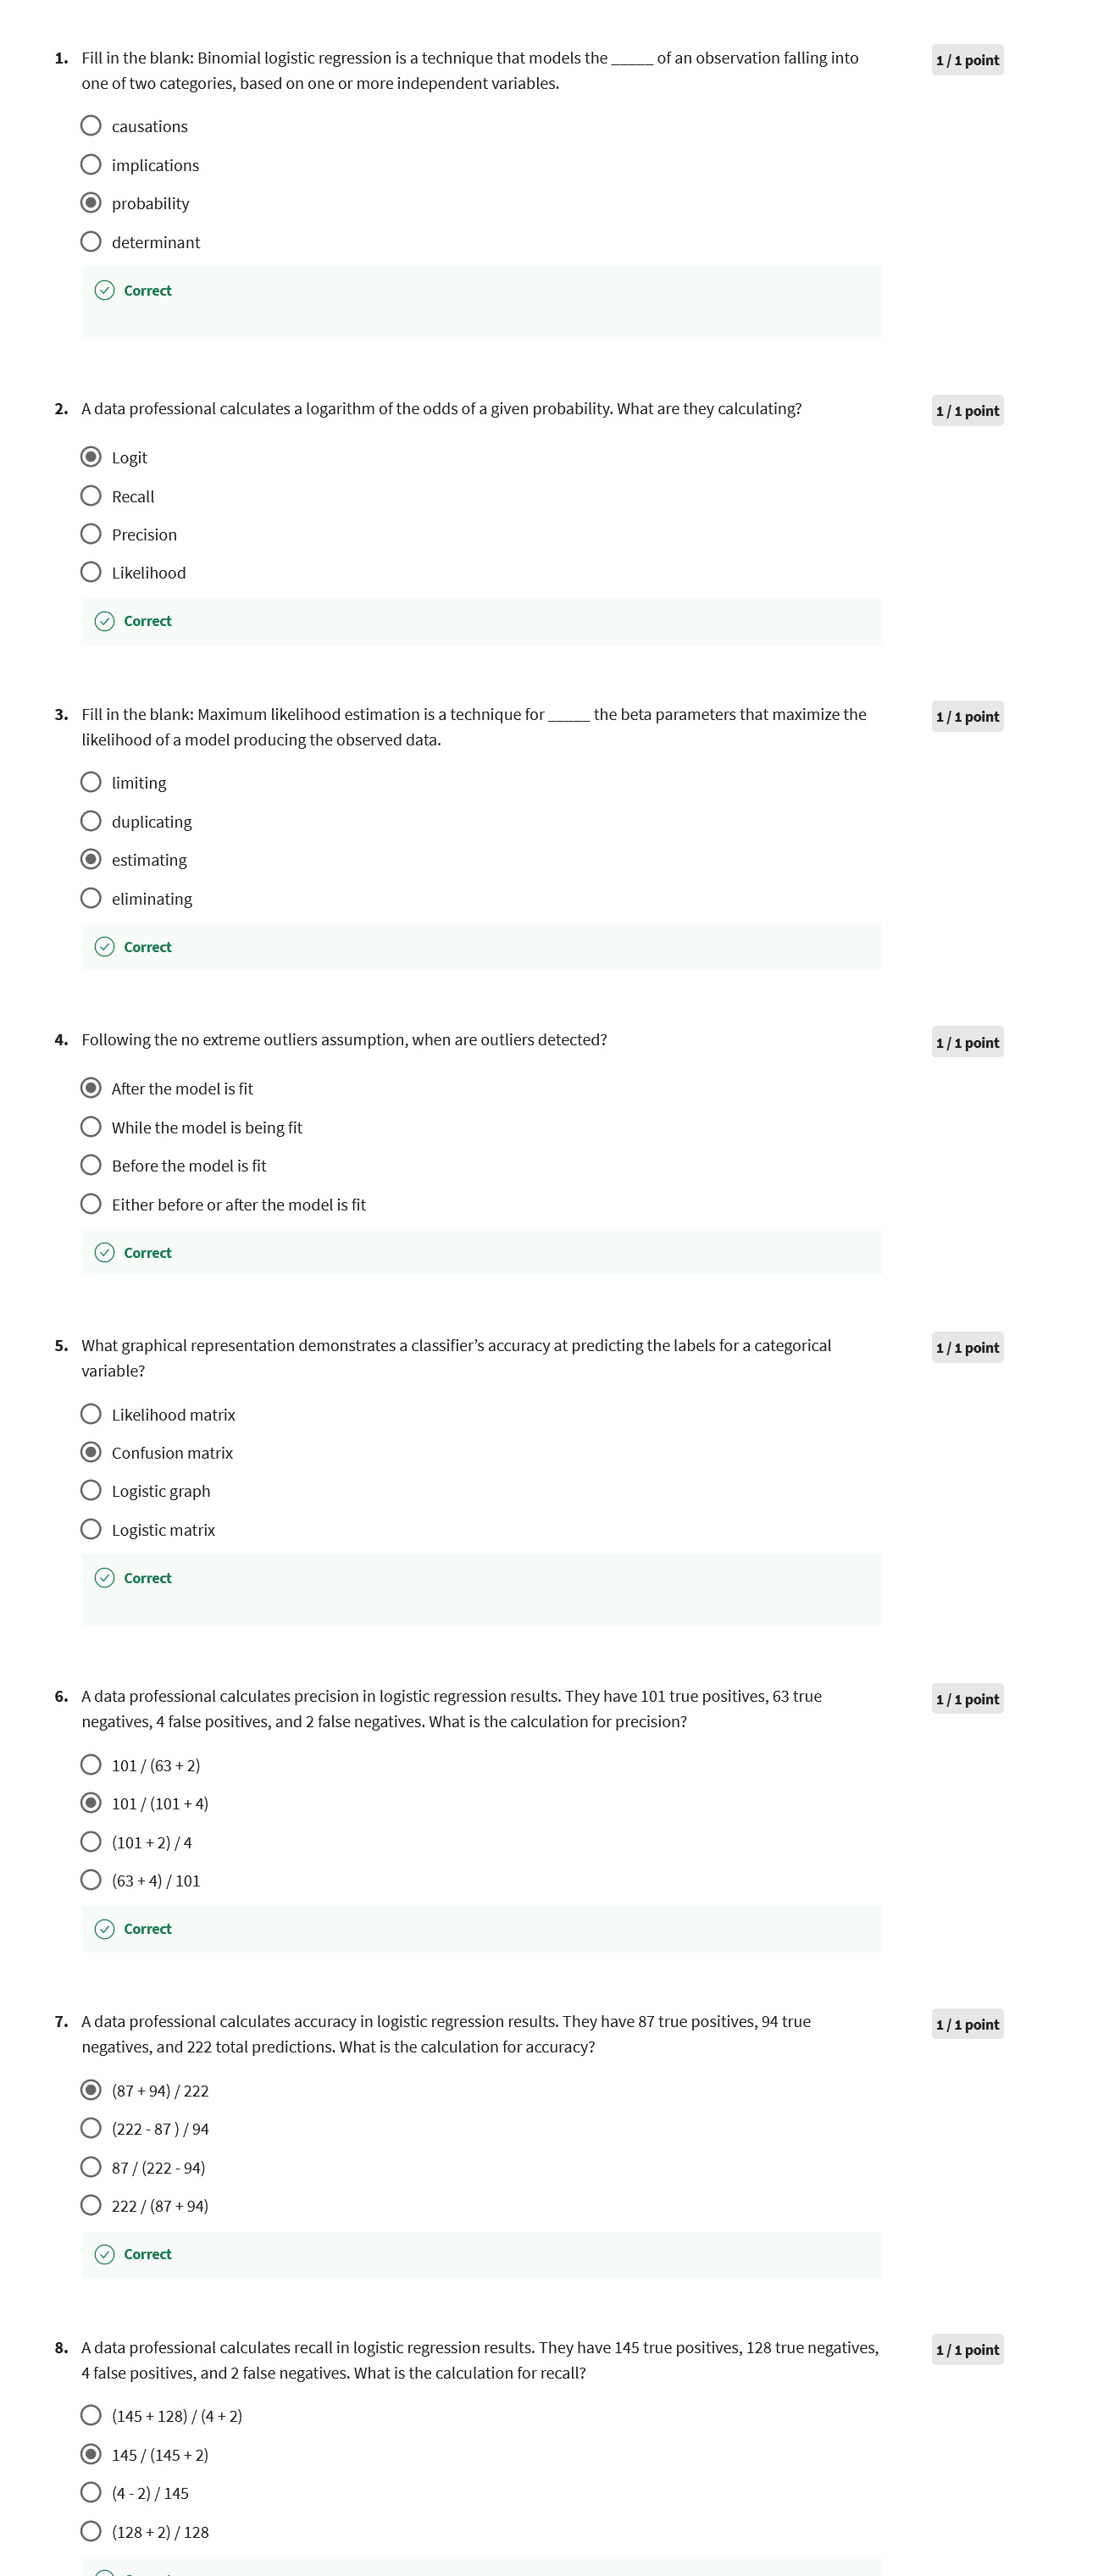 1. Fill in the blank: Binomial logistic regression is a technique that models the _____ of an observation falling into
one of two categories, based on one or more independent variables.
1 / 1 point
causations
implications
probability
determinant
Correct
2. A data professional calculates a logarithm of the odds of a given probability. What are they calculating?
1 / 1 point
Logit
Recall
Precision
Likelihood
Correct
3. Fill in the blank: Maximum likelihood estimation is a technique for _____ the beta parameters that maximize the
likelihood of a model producing the observed data.
1 / 1 point
limiting
duplicating
estimating
eliminating
Correct
4. Following the no extreme outliers assumption, when are outliers detected?
1 / 1 point
After the model is fit
While the model is being fit
Before the model is fit
Either before or after the model is fit
Correct
5. What graphical representation demonstrates a classifier’s accuracy at predicting the labels for a categorical
variable?
1 / 1 point
Likelihood matrix
Confusion matrix
Logistic graph
Logistic matrix
Correct
6. A data professional calculates precision in logistic regression results. They have 101 true positives, 63 true
negatives, 4 false positives, and 2 false negatives. What is the calculation for precision?
1 / 1 point
101 / (63 + 2)
101 / (101 + 4)
(101 + 2) / 4
(63 + 4) / 101
Correct
7. A data professional calculates accuracy in logistic regression results. They have 87 true positives, 94 true
negatives, and 222 total predictions. What is the calculation for accuracy?
1 / 1 point
(87 + 94) / 222
(222 - 87 ) / 94
87 / (222 - 94)
222 / (87 + 94)
Correct
8. A data professional calculates recall in logistic regression results. They have 145 true positives, 128 true negatives,
4 false positives, and 2 false negatives. What is the calculation for recall?
1 / 1 point
(145 + 128) / (4 + 2)
145 / (145 + 2)
(4 - 2) / 145
(128 + 2) / 128